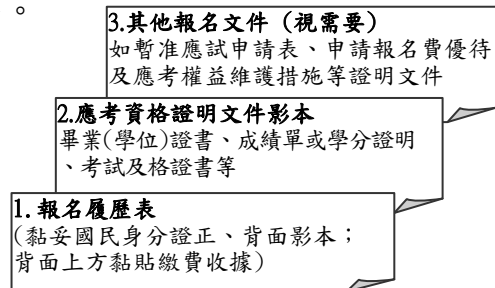 。
3.其他報名文件（視需要）
如暫准應試申請表、申請報名費優待
及應考權益維護措施等證明文件
2.應考資格證明文件影本
畢業(學位)證書、成績單或學分證明
、考試及格證書等
1.報名履歷表
(黏妥國民身分證正、背面影本；
背面上方黏貼繳費收據)